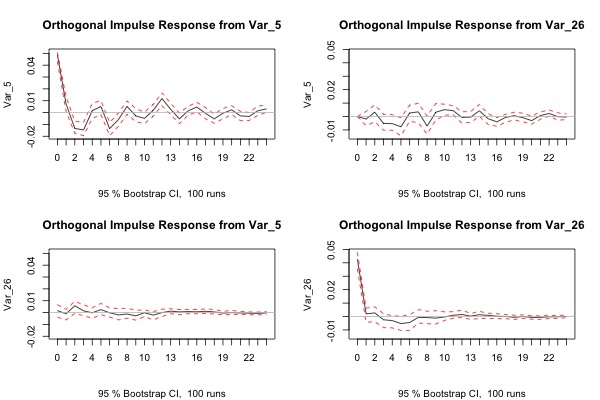 Orthogonal Impulse Response from Var_5
Var_5
0.04
0.01
-0.02
0 2 4 6 8 10 13 16 19 22
95 % Bootstrap CI, 100 runs
Orthogonal Impulse Response from Var_26
Var_5
0.05
0.02
-0.01
0 2 4 6 8 10 13 16 19 22
95 % Bootstrap CI, 100 runs
Orthogonal Impulse Response from Var_5
Var_26
0.04
0.01
-0.02
0 2 4 6 8 10 13 16 19 22
95 % Bootstrap CI, 100 runs
Orthogonal Impulse Response from Var_26
Var_26
0.05
0.02
-0.01
0 2 4 6 8 10 13 16 19 22
95 % Bootstrap CI, 100 runs